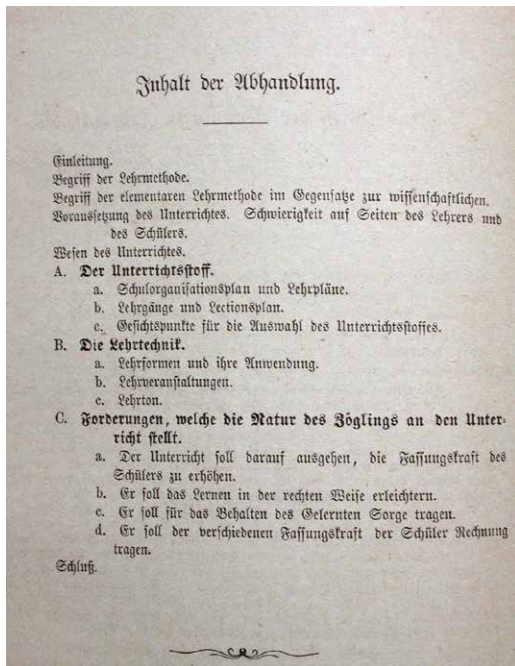 Inhalt der Abhandlung.
Einleitung.
Begriff der Lehrmethode.
Begriff der elementaren Lehrmethode im Gegensatze zur wissenschaftlichen.
Voraussetzung des Unterrichtes. Schwierigkeit auf Seiten des Lehrers und
des Schülers.
Wesen des Unterrichtes.
A. Der Unterrichtsstoff.
a. Schulorganisationsplan und Lehrpläne.
b. Lehrgänge und Lectionsplan.
c. Gesichtspunkte für die Auswahl des Unterrichtsstoffes.
B. Die Lehrtechnik.
a. Lehrformen und ihre Anwendung.
b. Lehrveranstaltungen.
c. Lehrton.
C. Forderungen, welche die Natur des Zöglings an den Unter-
richt stellt.
a. Der Unterricht soll darauf ausgehen, die Fassungskraft des
Schülers zu erhöhen.
b. Er soll das Lernen in der rechten Weise erleichtern.
c. Er soll für das Behalten des Gelernten Sorge tragen.
d. Er soll der verschiedenen Fassungskraft der Schüler Rechnung
tragen.
Schluß.